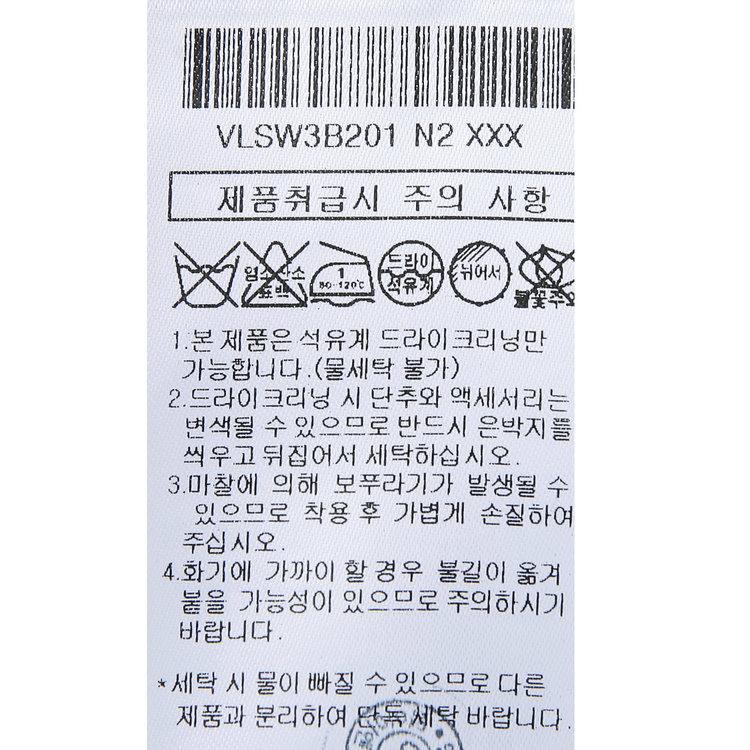 VLSW3B201 N2 XXX
제품취급시 주의 사항
염소산소
표백
1
80-120℃
드라이
석유계
뉘어서
불꽃주의
1.본 제품은 석유계 드라이크리닝만
가능합니다.(물세탁 불가)
2.드라이크리닝 시 단추와 액세서리는
변색될 수 있으므로 반드시 은박지를
씌우고 뒤집어서 세탁하십시오.
3.마찰에 의해 보푸라기가 발생될 수
있으므로 착용 후 가볍게 손질하여
주십시오.
4.화기에 가까이 할 경우 불길이 옮겨
붙을 가능성이 있으므로 주의하시기
바랍니다.
*세탁 시 물이 빠질 수 있으므로 다른
제품과 분리하여 단독 세탁 바랍니다.